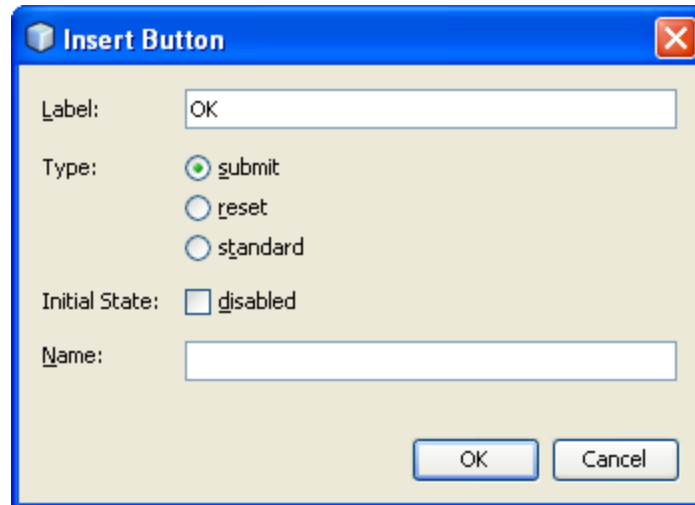 Insert Button
Label: OK
Type: submit
reset
standard
Initial State: disabled
Name:
OK Cancel